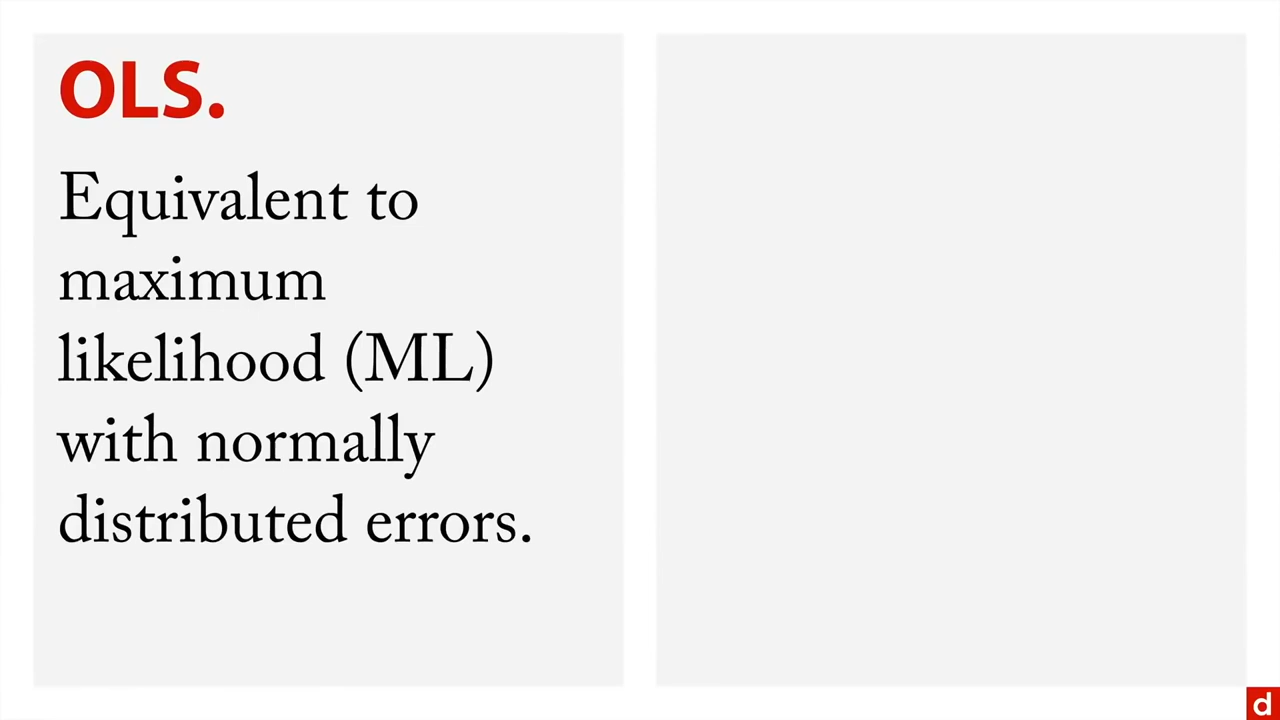 OLS.
Equivalent to
maximum
likelihood (ML)
with normally
distributed errors.
d